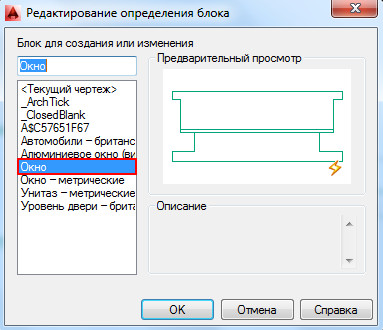 Редактирование определения блока
Блок для создания или изменения
Окно
<Текущий чертеж>
_ArchTick
_ClosedBlank
A$C57651F67
Автомобили – британс
Алюминиевое окно (ви
Окно
Окно – метрические
Унитаз – метрические
Уровень двери – брита
Предварительный просмотр
Описание
OK
Отмена
Справка